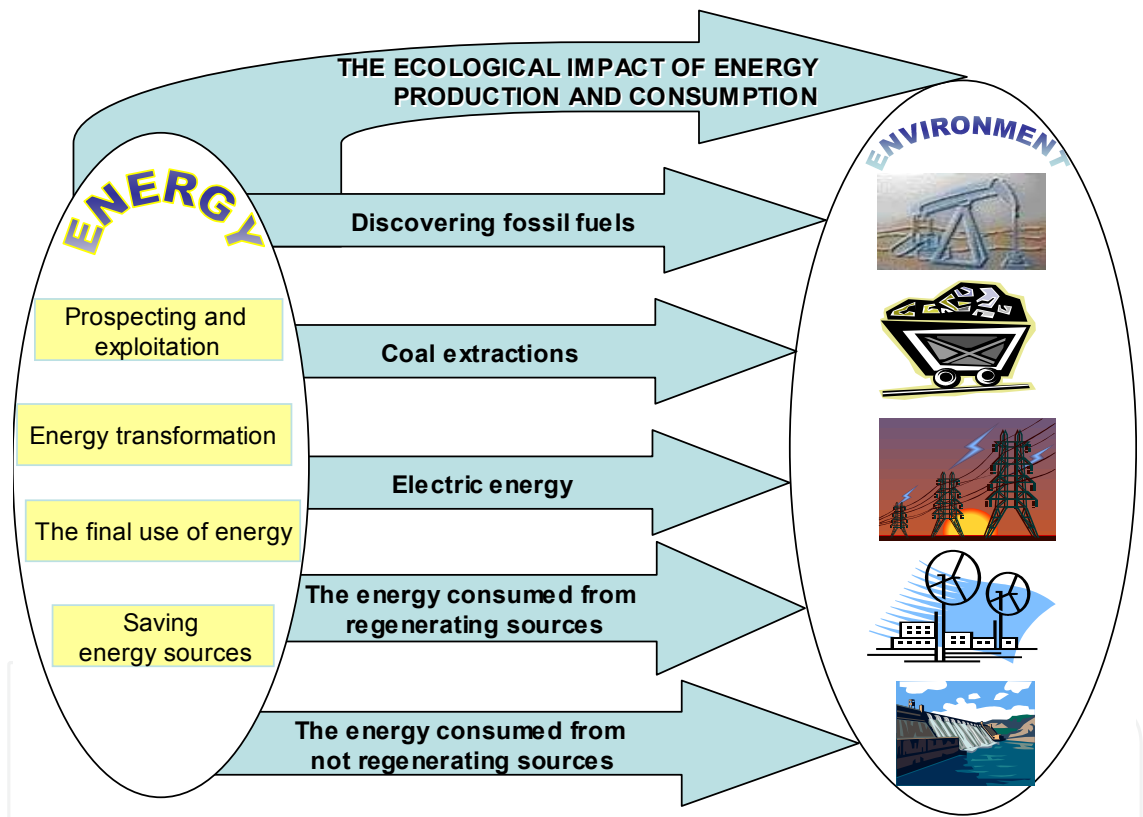 THE ECOLOGICAL IMPACT OF ENERGY
PRODUCTION AND CONSUMPTION
ENERGY
ENVIRONMENT
Discovering fossil fuels
Prospecting and
exploitation
Coal extractions
Energy transformation
Electric energy
The final use of energy
The energy consumed from
regenerating sources
Saving
energy sources
The energy consumed from
not regenerating sources